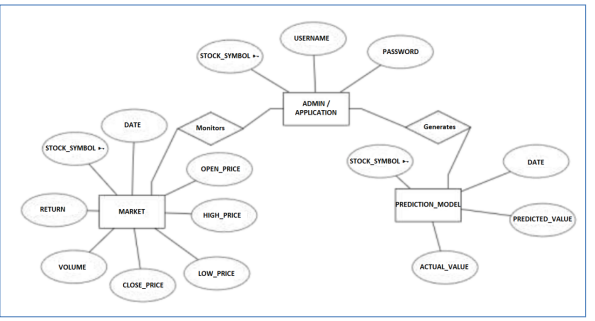 USERNAME
STOCK_SYMBOL
PASSWORD
ADMIN /
APPLICATION
DATE
Monitors
Generates
STOCK_SYMBOL
OPEN_PRICE
STOCK_SYMBOL
DATE
RETURN
MARKET
HIGH_PRICE
PREDICTION_MODEL
PREDICTED_VALUE
VOLUME
LOW_PRICE
ACTUAL_VALUE
CLOSE_PRICE